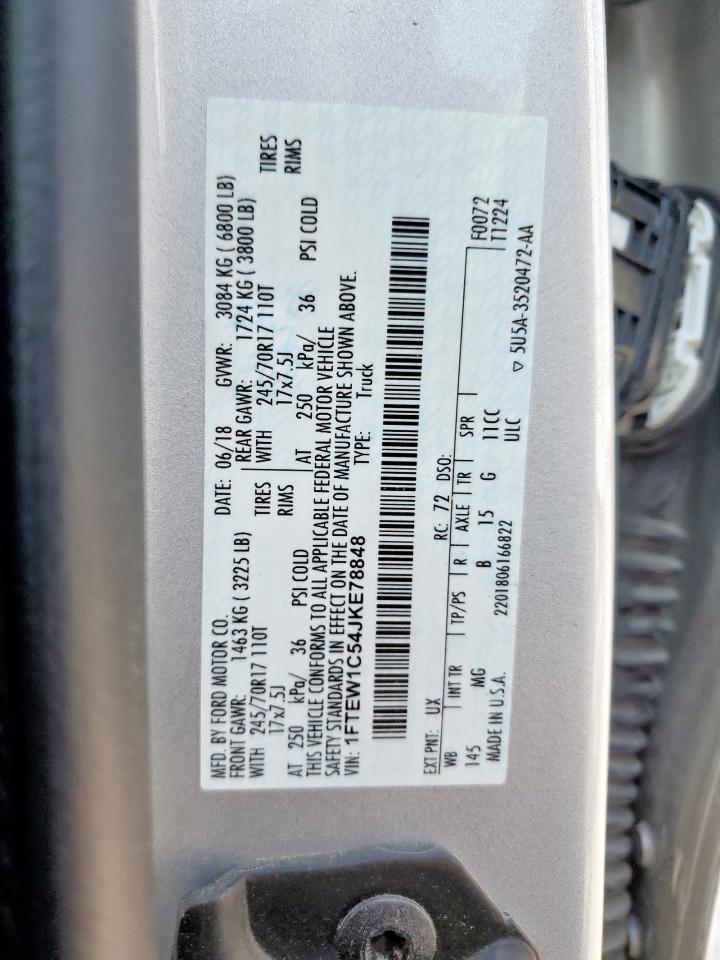 MFD. BY FORD MOTOR CO. DATE: 06/18 GVWR: 3084 KG ( 6800 LB)
FRONT GAWR: 1463 KG ( 3225 LB) REAR GAWR: 1724 KG ( 3800 LB)
WITH 245/70R17 110T TIRES WITH 245/70R17 110T TIRES
17x7.5J RIMS 17x7.5J RIMS
AT 250 kPa/ 36 PSI COLD AT 250 kPa/ 36 PSI COLD
THIS VEHICLE CONFORMS TO ALL APPLICABLE FEDERAL MOTOR VEHICLE
SAFETY STANDARDS IN EFFECT ON THE DATE OF MANUFACTURE SHOWN ABOVE.
VIN: 1FTEW1C54JKE78848 TYPE: Truck
EXT PNT: UX RC: 72 DSO: F0072
WB INT TR TP/PS R AXLE TR SPR T1224
145 MG B 15 G 11CC
MADE IN U.S.A. 2201806166822 ULC ▽ 5U5A-3520472-AA